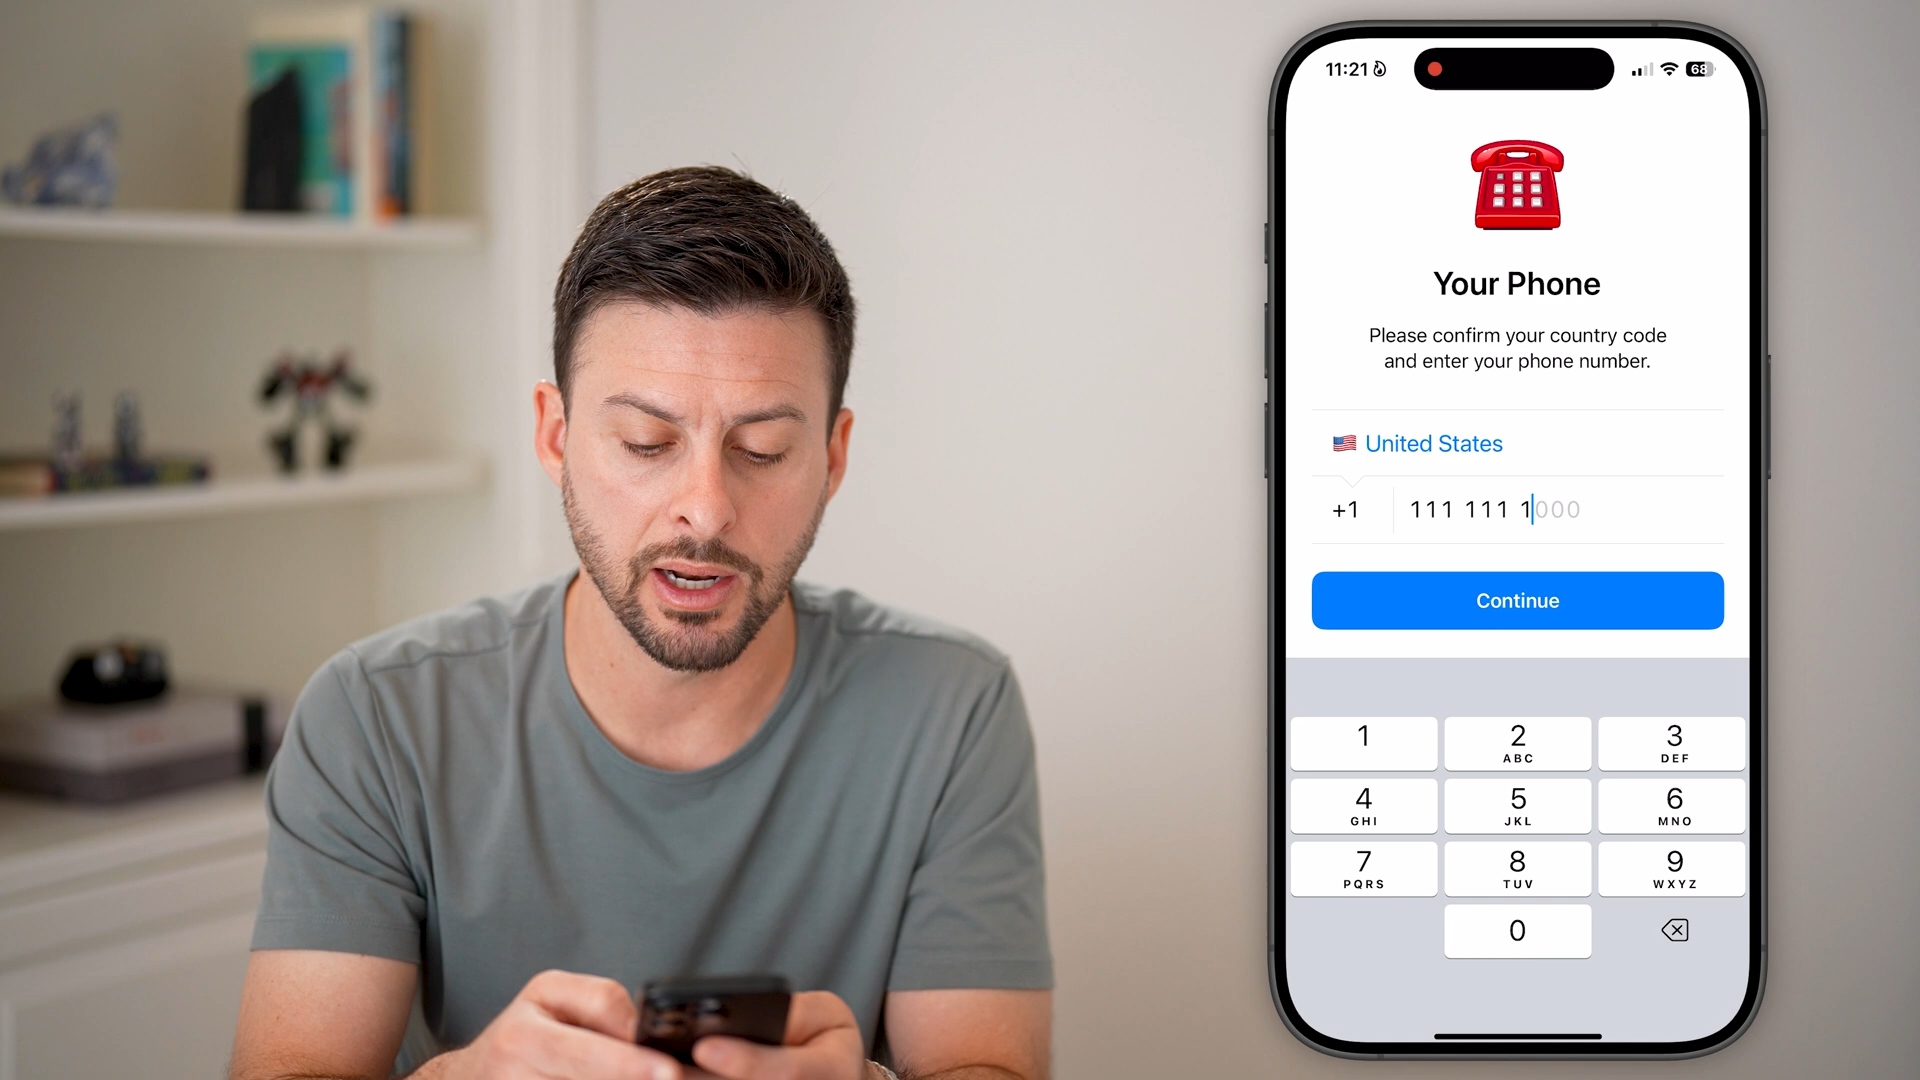 11:21
68
Your Phone
Please confirm your country code
and enter your phone number.
United States
+1 111 111 1000
Continue
1
2
ABC
3
DEF
4
GHI
5
JKL
6
MNO
7
PQRS
8
TUV
9
WXYZ
0